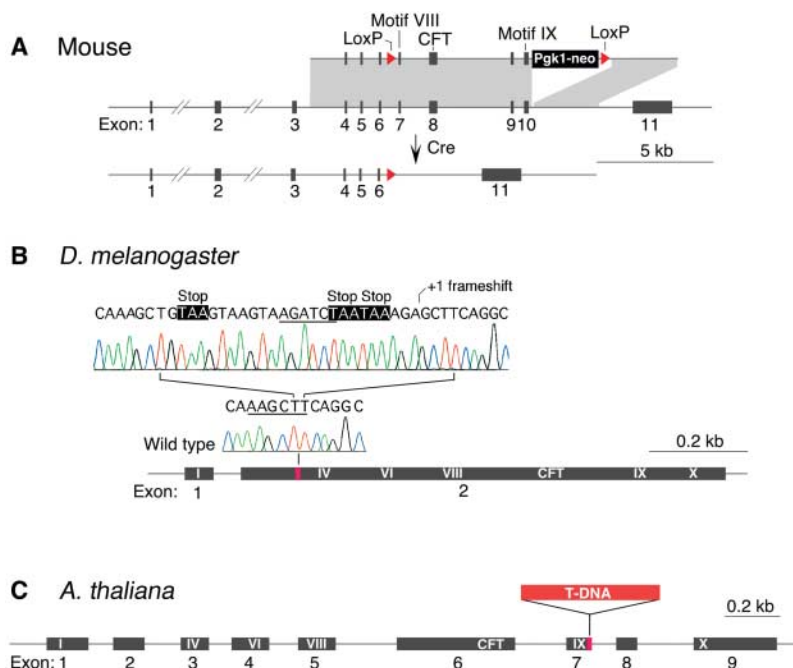 A Mouse
Motif VIII
LoxP CFT Motif IX LoxP
Pgk1-neo
Exon: 1 2 3 4 5 6 7 8 9 10 11
Cre
5 kb
1 2 3 4 5 6 11
B D. melanogaster
+1 frameshift
Stop Stop Stop
CAAAGCTGTAAGTAAGTAAGATCTAATAAAGAGCTTCAGGC
CAAAGCTTCAGGC
Wild type
0.2 kb
I IV VI VIII CFT IX X
Exon: 1 2
C A. thaliana
T-DNA
0.2 kb
I IV VI VIII CFT IX X
Exon: 1 2 3 4 5 6 7 8 9